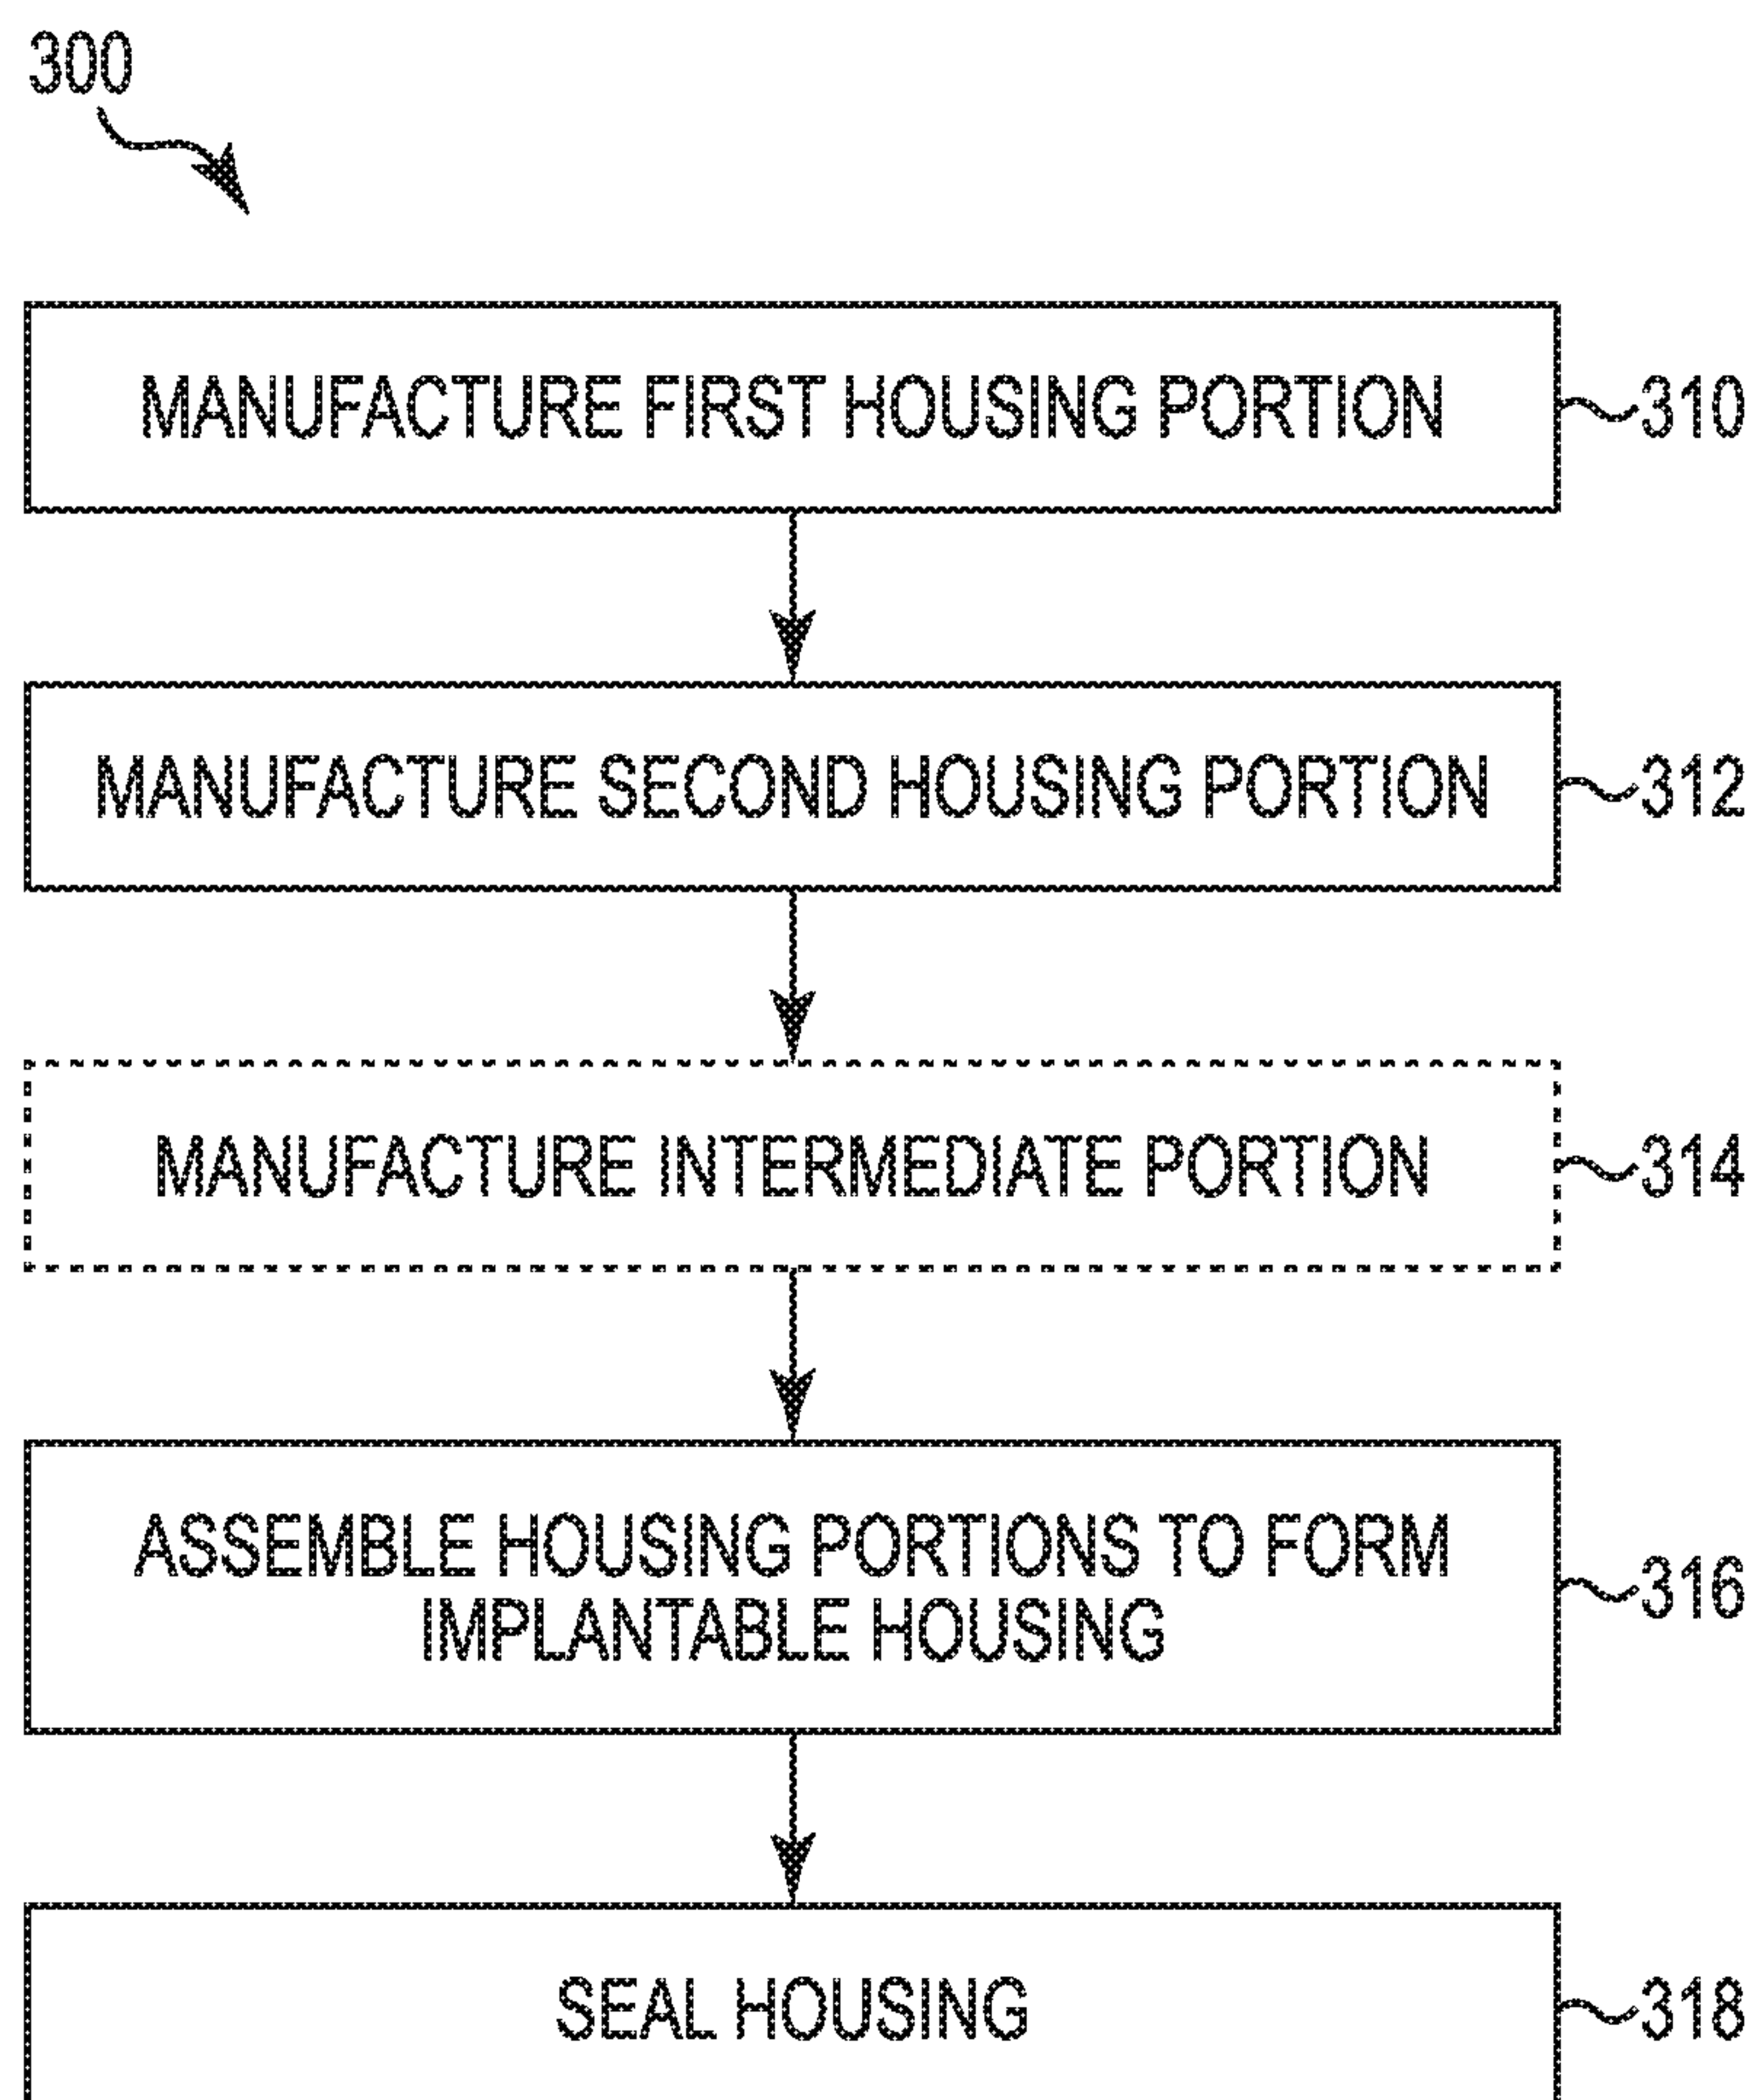 300
MANUFACTURE FIRST HOUSING PORTION
310
MANUFACTURE SECOND HOUSING PORTION
312
MANUFACTURE INTERMEDIATE PORTION
314
ASSEMBLE HOUSING PORTIONS TO FORM
IMPLANTABLE HOUSING
316
SEAL HOUSING
318